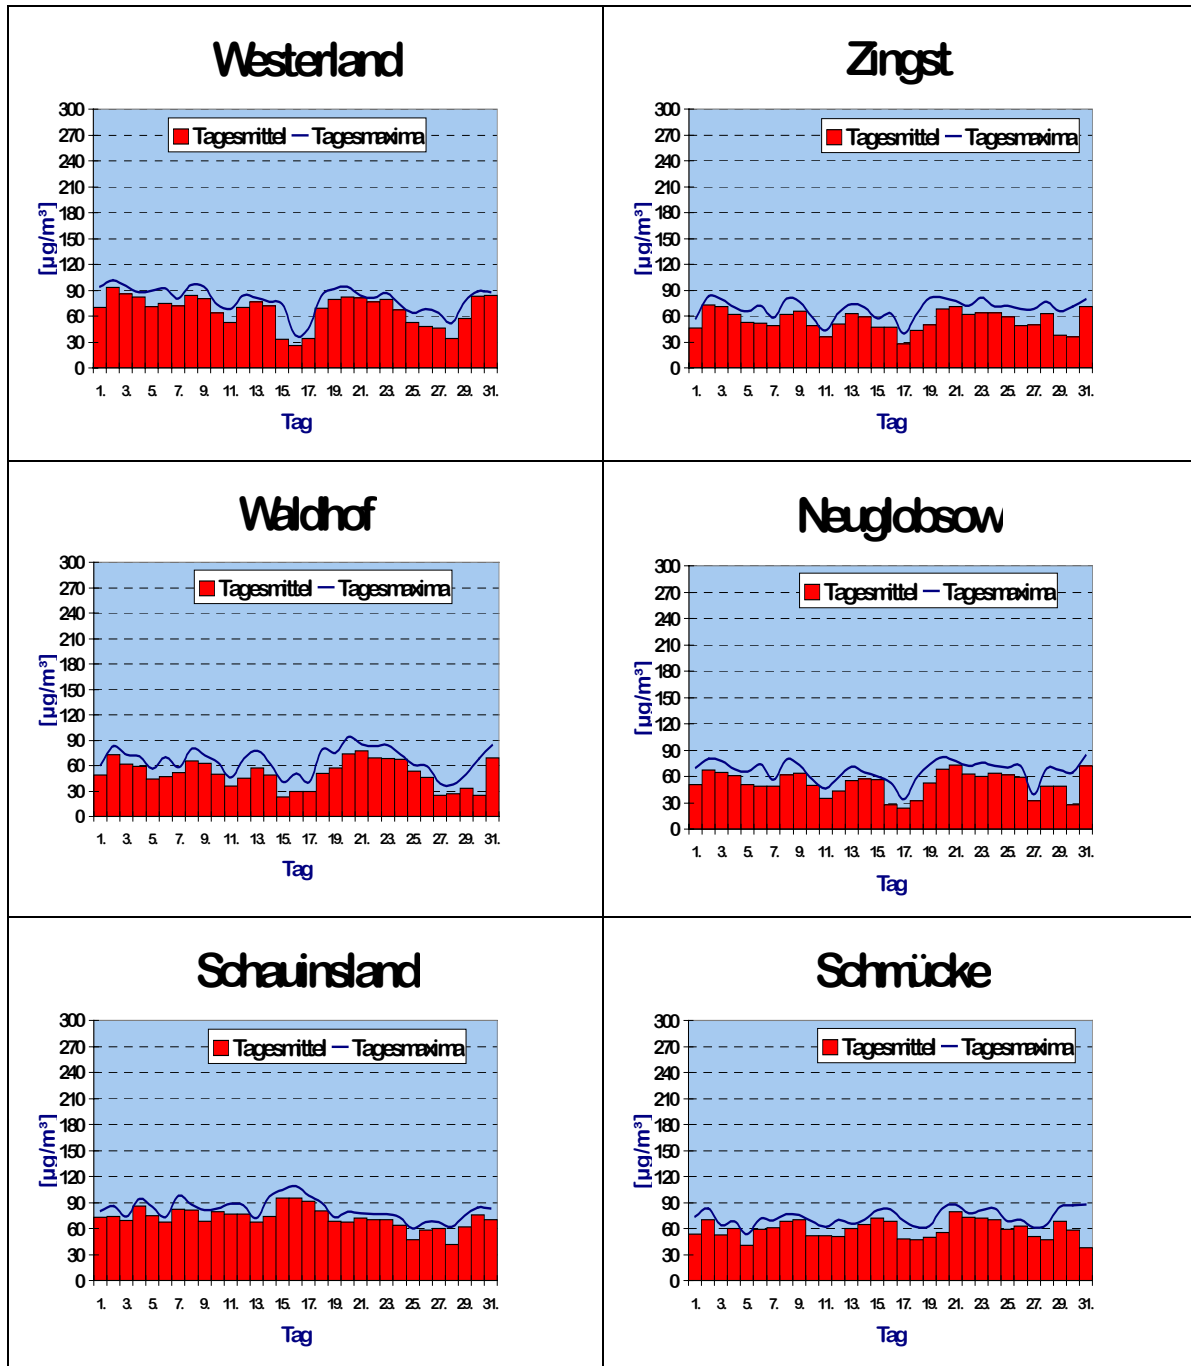 Westerland
300
270
240
210
180
150
120
90
60
30
0
[µg/m³]
Tagesmittel Tagesmaxima
1. 3. 5. 7. 9. 11. 13. 15. 17. 19. 21. 23. 25. 27. 29. 31.
Tag
Zingst
300
270
240
210
180
150
120
90
60
30
0
[µg/m³]
Tagesmittel Tagesmaxima
1. 3. 5. 7. 9. 11. 13. 15. 17. 19. 21. 23. 25. 27. 29. 31.
Tag
Waldhof
300
270
240
210
180
150
120
90
60
30
0
[µg/m³]
Tagesmittel Tagesmaxima
1. 3. 5. 7. 9. 11. 13. 15. 17. 19. 21. 23. 25. 27. 29. 31.
Tag
Neuglobsow
300
270
240
210
180
150
120
90
60
30
0
[µg/m³]
Tagesmittel Tagesmaxima
1. 3. 5. 7. 9. 11. 13. 15. 17. 19. 21. 23. 25. 27. 29. 31.
Tag
Schauinsland
300
270
240
210
180
150
120
90
60
30
0
[µg/m³]
Tagesmittel Tagesmaxima
1. 3. 5. 7. 9. 11. 13. 15. 17. 19. 21. 23. 25. 27. 29. 31.
Tag
Schmücke
300
270
240
210
180
150
120
90
60
30
0
[µg/m³]
Tagesmittel Tagesmaxima
1. 3. 5. 7. 9. 11. 13. 15. 17. 19. 21. 23. 25. 27. 29. 31.
Tag